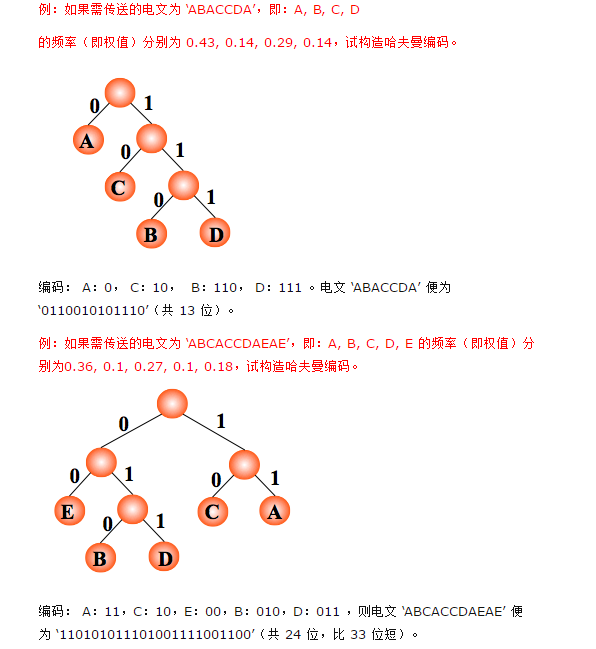 例：如果需传送的电文为 ‘ABACCDA’，即：A, B, C, D
的频率（即权值）分别为 0.43, 0.14, 0.29, 0.14，试构造哈夫曼编码。
0 1
A
0 1
C
0 1
B D
编码： A：0， C：10， B：110， D：111 。电文 ‘ABACCDA’ 便为
‘0110010101110’（共 13 位）。
例：如果需传送的电文为 ‘ABCACCDAEAE’，即：A, B, C, D, E 的频率（即权值）分
别为0.36, 0.1, 0.27, 0.1, 0.18，试构造哈夫曼编码。
0 1
0 1 0 1
E C A
0 1
B D
编码： A：11，C：10，E：00，B：010，D：011 ，则电文 ‘ABCACCDAEAE’ 便
为 ‘110101011101001111001100’（共 24 位，比 33 位短）。